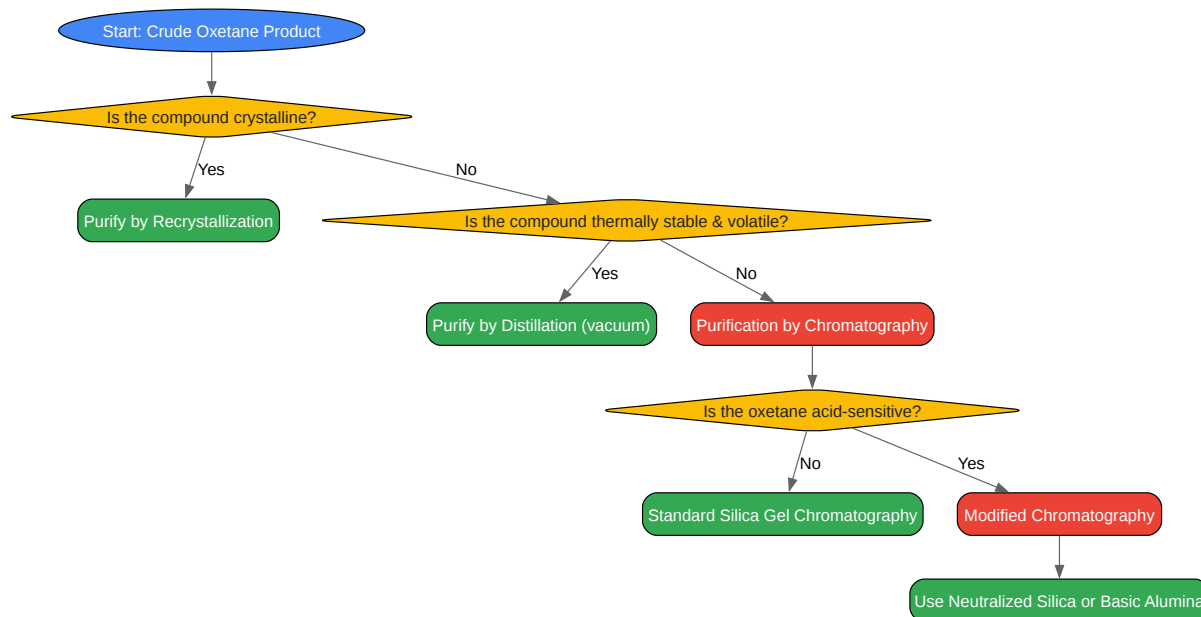 Start: Crude Oxetane Product
Is the compound crystalline?
Yes
No
Purify by Recrystallization
Is the compound thermally stable & volatile?
Yes
No
Purify by Distillation (vacuum)
Purification by Chromatography
Is the oxetane acid-sensitive?
No
Yes
Standard Silica Gel Chromatography
Modified Chromatography
Use Neutralized Silica or Basic Alumina